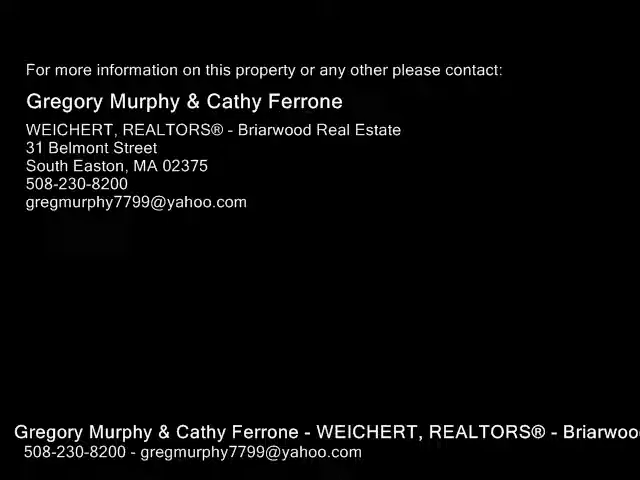 For more information on this property or any other please contact:
Gregory Murphy & Cathy Ferrone
WEICHERT, REALTORS® - Briarwood Real Estate
31 Belmont Street
South Easton, MA 02375
508-230-8200
gregmurphy7799@yahoo.com
Gregory Murphy & Cathy Ferrone - WEICHERT, REALTORS® - Briarwoo
508-230-8200 - gregmurphy7799@yahoo.com